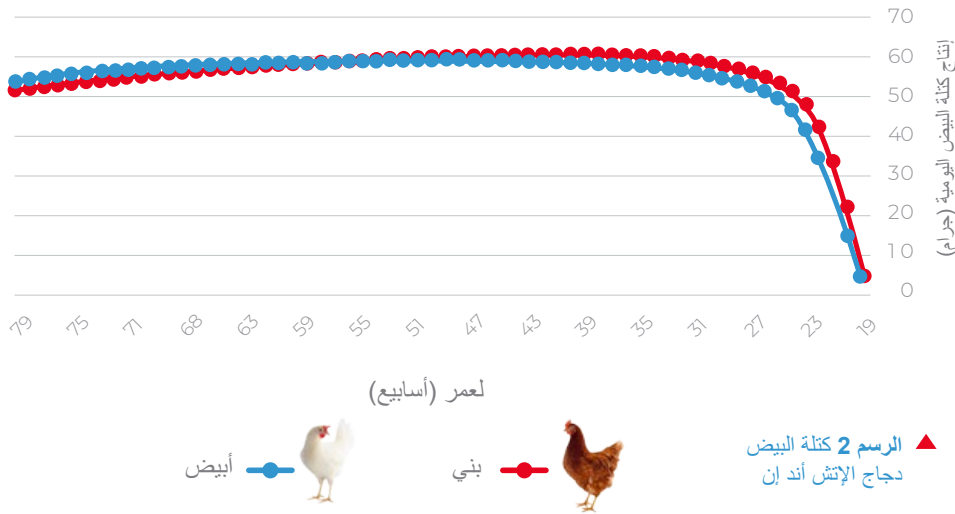 70
60
50
40
30
20
10
0
إنتاج كتلة البيض اليومية (جرام)
19 23 27 31 35 39 43 47 51 55 59 63 68 71 75 79
لعمر (أسابيع)
بني
أبيض
الرسم 2 كتلة البيض
دجاج الإتش أند إن